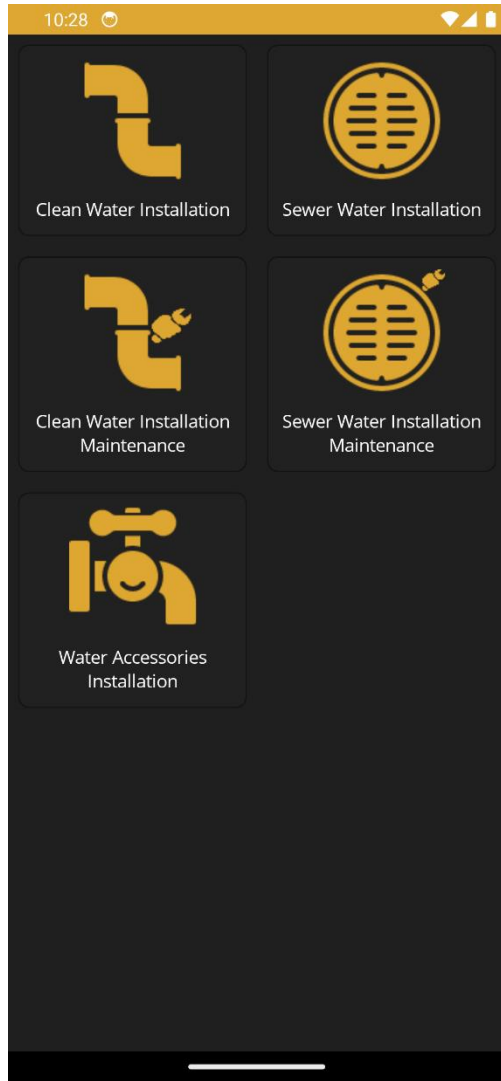 10:28
Clean Water Installation
Sewer Water Installation
Clean Water Installation
Maintenance
Sewer Water Installation
Maintenance
Water Accessories
Installation